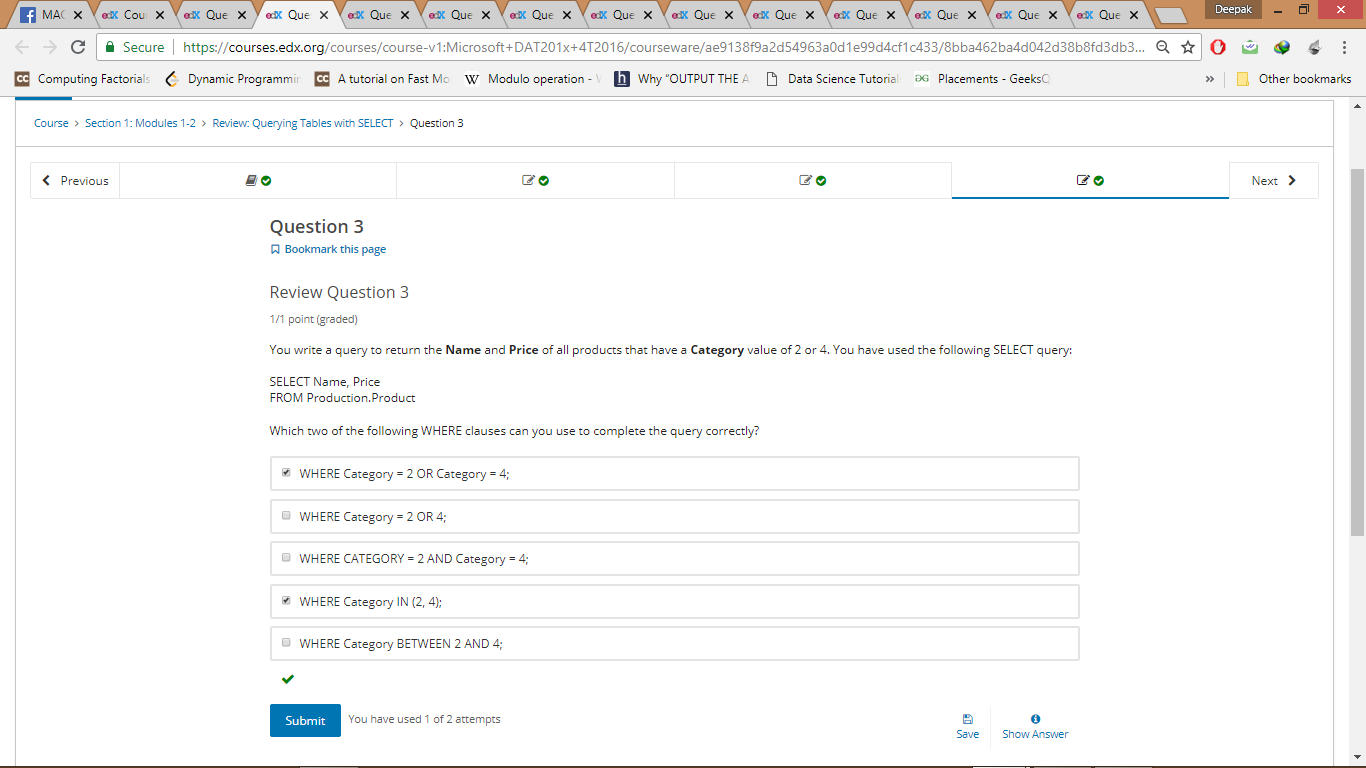 MAC
Cou
Que
Que
Que
Que
Que
Que
Que
Que
Que
Que
Que
Que
Deepak
Secure
https://courses.edx.org/courses/course-v1:Microsoft+DAT201x+4T2016/courseware/ae9138f9a2d54963a0d1e99d4cf1c433/8bba462ba4d042d38b8fd3db3...
CC Computing Factorials
Dynamic Programmin
CC A tutorial on Fast Mo
W Modulo operation -
h Why "OUTPUT THE A
Data Science Tutorial
Placements - GeeksG
»
Other bookmarks
Course > Section 1: Modules 1-2 > Review: Querying Tables with SELECT > Question 3
Previous
Next
Question 3
Bookmark this page
Review Question 3
1/1 point (graded)
You write a query to return the Name and Price of all products that have a Category value of 2 or 4. You have used the following SELECT query:
SELECT Name, Price
FROM Production.Product
Which two of the following WHERE clauses can you use to complete the query correctly?
WHERE Category = 2 OR Category = 4;
WHERE Category = 2 OR 4;
WHERE CATEGORY = 2 AND Category = 4;
WHERE Category IN (2, 4);
WHERE Category BETWEEN 2 AND 4;
Submit
You have used 1 of 2 attempts
Save
Show Answer